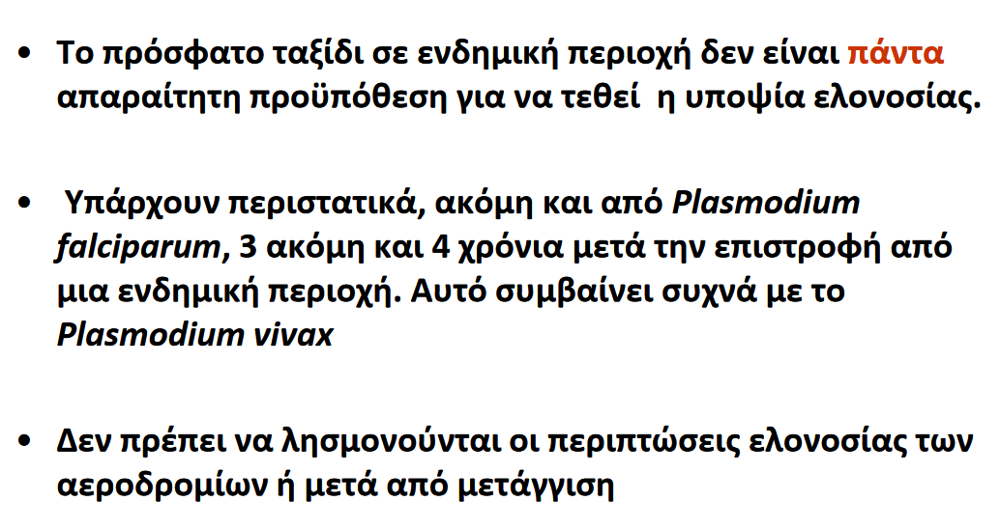 • Το πρόσφατο ταξίδι σε ενδημική περιοχή δεν είναι πάντα
απαραίτητη προϋπόθεση για να τεθεί  η υποψία ελονοσίας.
• Υπάρχουν περιστατικά, ακόμη και από Plasmodium
falciparum, 3 ακόμη και 4 χρόνια μετά την επιστροφή από
μια ενδημική περιοχή. Αυτό συμβαίνει συχνά με το
Plasmodium vivax
• Δεν πρέπει να λησμονούνται οι περιπτώσεις ελονοσίας των
αεροδρομίων ή μετά από μετάγγιση